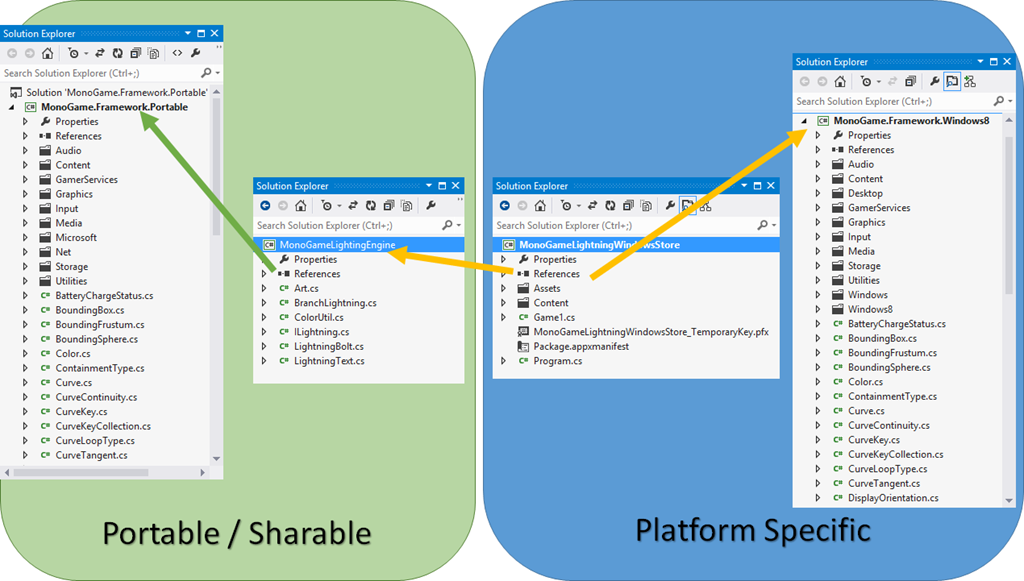 Solution Explorer
Search Solution Explorer (Ctrl+;)
Solution 'MonoGame.Framework.Portable'
MonoGame.Framework.Portable
Properties
References
Audio
Content
GamerServices
Graphics
Input
Media
Microsoft
Net
Storage
Utilities
BatteryChargeStatus.cs
BoundingBox.cs
BoundingFrustum.cs
BoundingSphere.cs
Color.cs
ContainmentType.cs
Curve.cs
CurveContinuity.cs
CurveKey.cs
CurveKeyCollection.cs
CurveLoopType.cs
CurveTangent.cs
Solution Explorer
Search Solution Explorer (Ctrl+;)
MonoGameLightingEngine
Properties
References
Art.cs
BranchLightning.cs
ColorUtil.cs
ILightning.cs
LightningBolt.cs
LightningText.cs
Portable / Sharable
Solution Explorer
Search Solution Explorer (Ctrl+;)
MonoGameLightningWindowsStore
Properties
References
Assets
Content
Game1.cs
MonoGameLightningWindowsStore_TemporaryKey.pfx
Package.appxmanifest
Program.cs
Solution Explorer
Search Solution Explorer (Ctrl+;)
MonoGame.Framework.Windows8
Properties
References
Audio
Content
Desktop
GamerServices
Graphics
Input
Media
Storage
Utilities
Windows
Windows8
BatteryChargeStatus.cs
BoundingBox.cs
BoundingFrustum.cs
BoundingSphere.cs
Color.cs
ContainmentType.cs
Curve.cs
CurveContinuity.cs
CurveKey.cs
CurveKeyCollection.cs
CurveLoopType.cs
CurveTangent.cs
DisplayOrientation.cs
Platform Specific